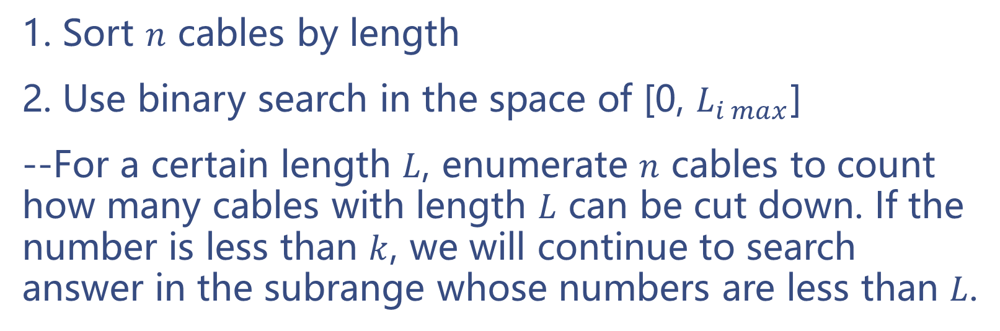 1. Sort n cables by length
2. Use binary search in the space of [0, L_{i max}]
--For a certain length L, enumerate n cables to count
how many cables with length L can be cut down. If the
number is less than k, we will continue to search
answer in the subrange whose numbers are less than L.